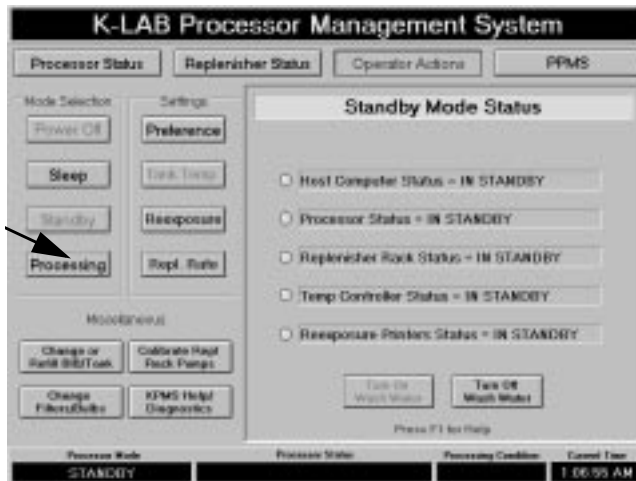 K-LAB Processor Management System
Processor Status
Replenisher Status
Operator Actions
PPMS
Mode Selection
Settings
Standby Mode Status
Power Off
Preference
Sleep
Tank Temp
Host Computer Status = IN STANDBY
Standby
Reexposure
Processor Status = IN STANDBY
Processing
Repl. Rate
Replenisher Rack Status = IN STANDBY
Temp Controller Status = IN STANDBY
Miscellaneous
Reexposure Printers Status = IN STANDBY
Change or
Refill BIB/Tank
Calibrate Repl
Rack Pumps
Turn On
Wash Water
Turn Off
Wash Water
Change
Filters/Bulbs
KPMS Help/
Diagnostics
Press F1 for Help
Processor Mode
Processor Status
Processing Condition
Current Time
STANDBY
1:06:55 AM